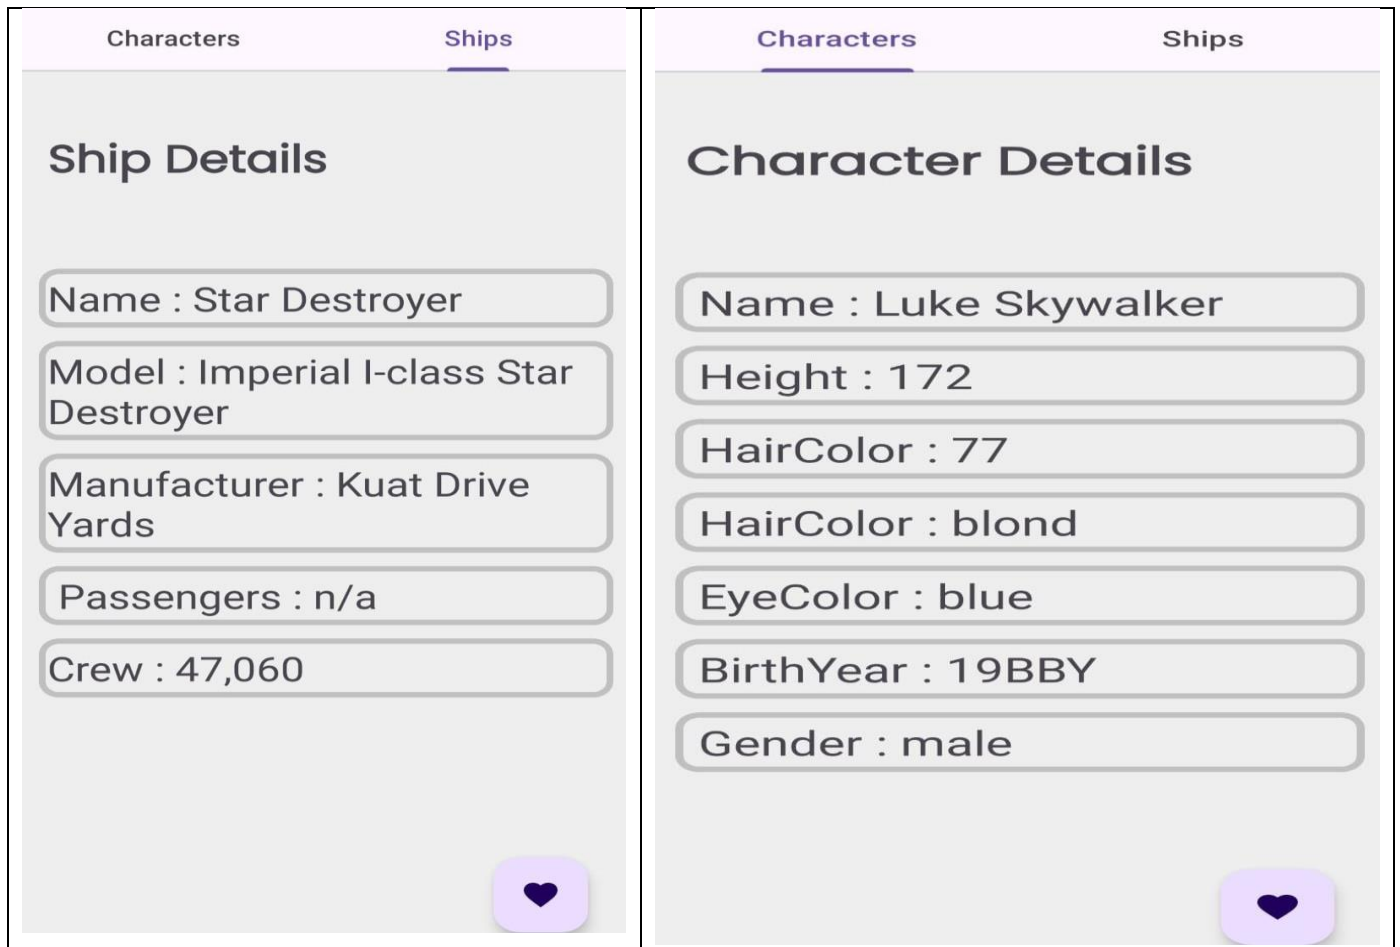 Characters
Ships
Ship Details
Name : Star Destroyer
Model : Imperial I-class Star
Destroyer
Manufacturer : Kuat Drive
Yards
Passengers : n/a
Crew : 47,060
Characters
Ships
Character Details
Name : Luke Skywalker
Height : 172
HairColor : 77
HairColor : blond
EyeColor : blue
BirthYear : 19BBY
Gender : male